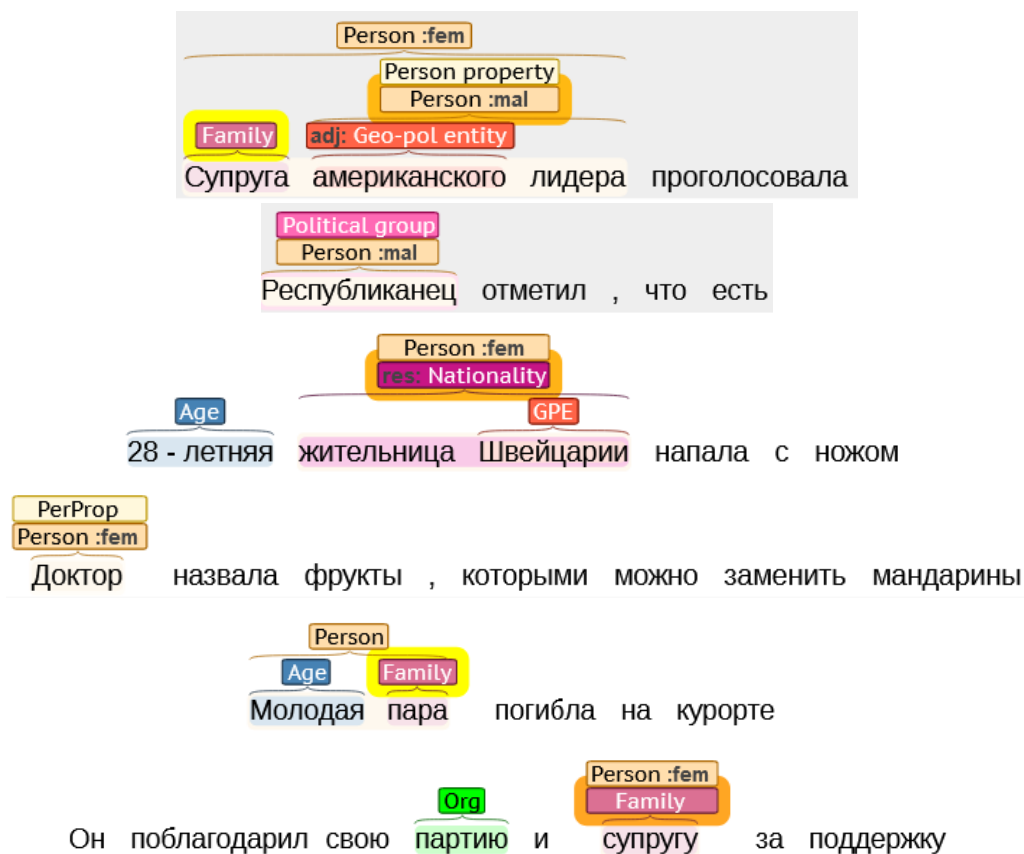 Person :fem
Person property
Person :mal
Family adj: Geo-pol entity
Супруга американского лидера проголосовала
Political group
Person :mal
Республиканец отметил , что есть
Person :fem
res: Nationality
Age GPE
28 - летняя жительница Швейцарии напала с ножом
PerProp
Person :fem
Доктор назвала фрукты , которыми можно заменить мандарины
Person
Age Family
Молодая пара погибла на курорте
Person :fem
Org Family
Он поблагодарил свою партию и супругу за поддержку